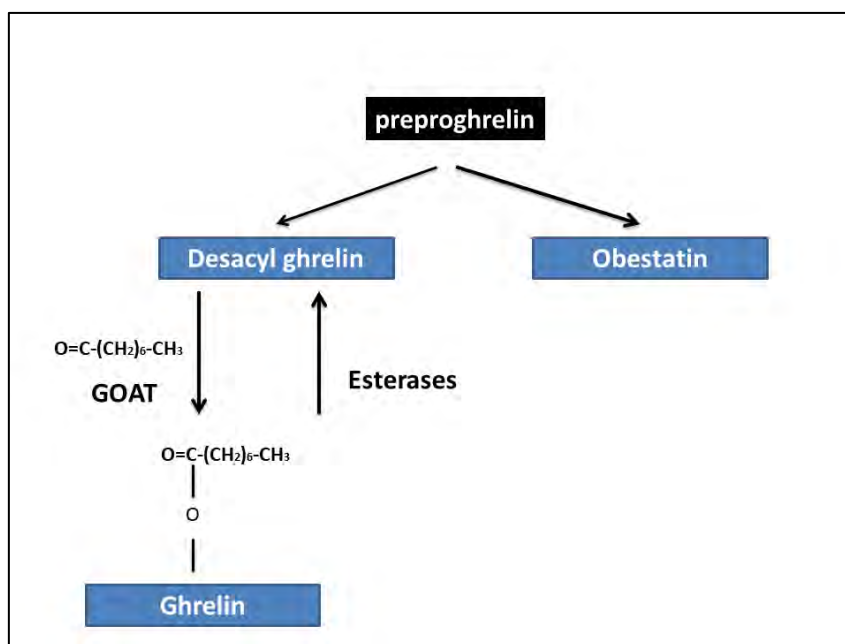 preproghrelin
Desacyl ghrelin
Obestatin
O=C-(CH₂)₆-CH₃
GOAT
Esterases
O=C-(CH₂)₆-CH₃
O
Ghrelin